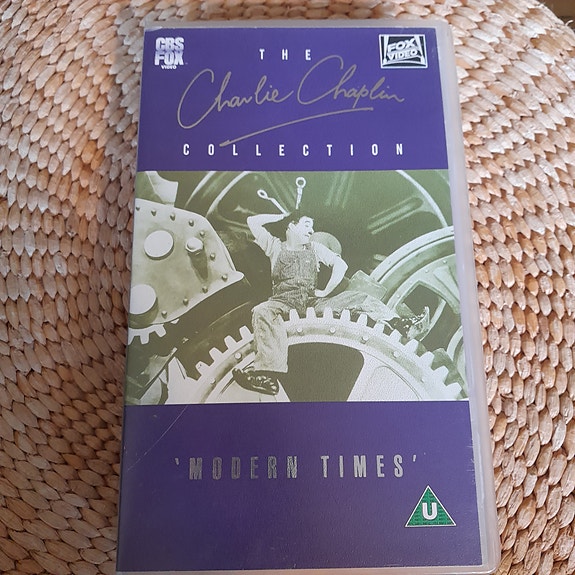 CBS
FOX
VIDEO
THE
FOX
VIDEO
Charlie Chaplin
COLLECTION
'MODERN TIMES'
U